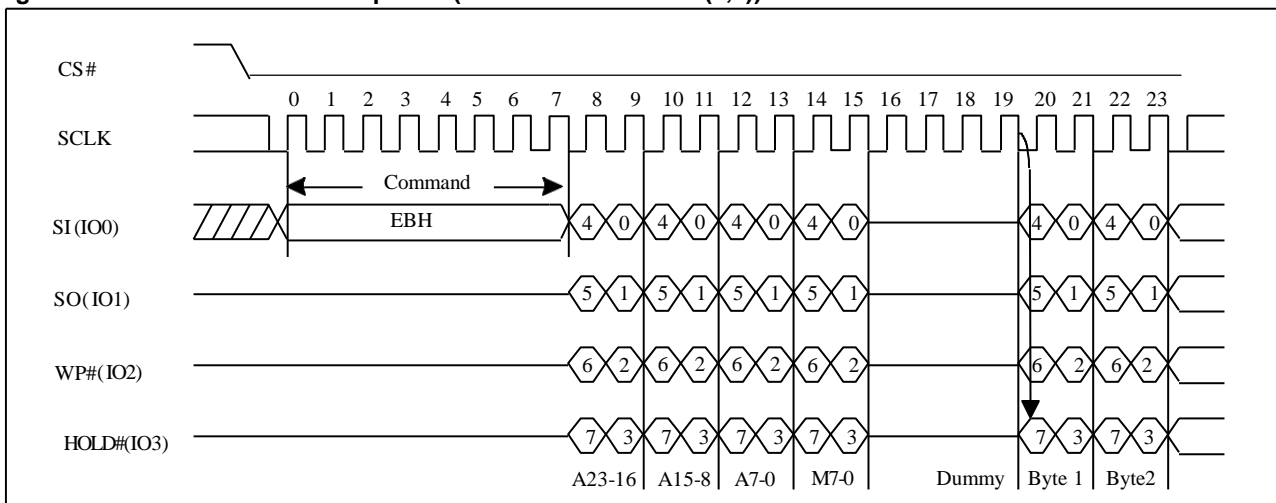 CS#
0 1 2 3 4 5 6 7 8 9 10 11 12 13 14 15 16 17 18 19 20 21 22 23
SCLK
Command
SI(IO0) EBH 4 0 4 0 4 0 4 0 4 0 4 0
SO(IO1) 5 1 5 1 5 1 5 1 5 1 5 1
WP#(IO2) 6 2 6 2 6 2 6 2 6 2 6 2
HOLD#(IO3) 7 3 7 3 7 3 7 3 7 3 7 3
A23-16 A15-8 A7-0 M7-0 Dummy Byte 1 Byte2